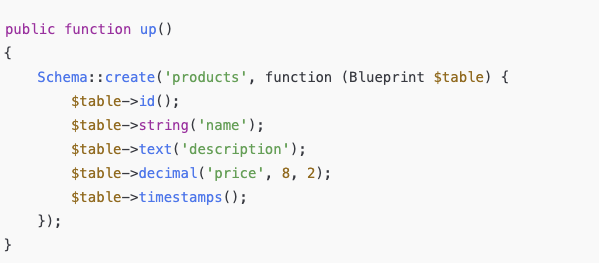 public function up()
{
    Schema::create('products', function (Blueprint $table) {
        $table->id();
        $table->string('name');
        $table->text('description');
        $table->decimal('price', 8, 2);
        $table->timestamps();
    });
}